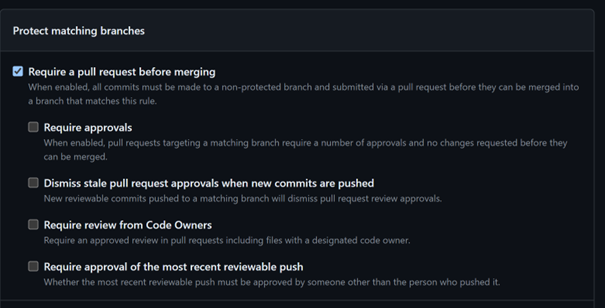 Protect matching branches
Require a pull request before merging
When enabled, all commits must be made to a non-protected branch and submitted via a pull request before they can be merged into
a branch that matches this rule.
Require approvals
When enabled, pull requests targeting a matching branch require a number of approvals and no changes requested before they
can be merged.
Dismiss stale pull request approvals when new commits are pushed
New reviewable commits pushed to a matching branch will dismiss pull request review approvals.
Require review from Code Owners
Require an approved review in pull requests including files with a designated code owner.
Require approval of the most recent reviewable push
Whether the most recent reviewable push must be approved by someone other than the person who pushed it.